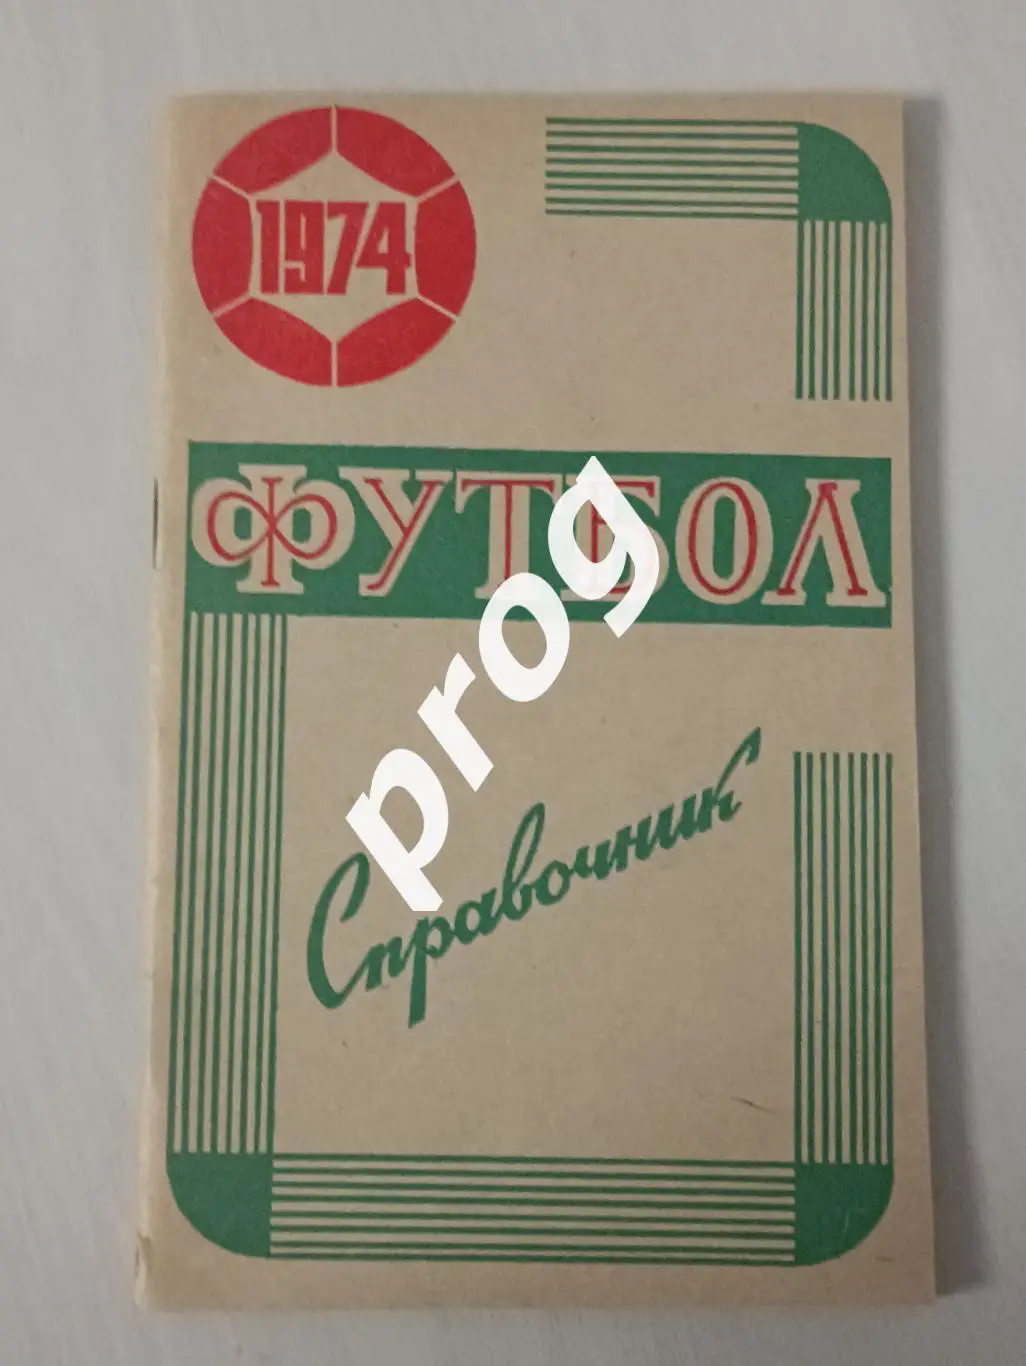 1974
ФУТБОЛ
prog
Справочник